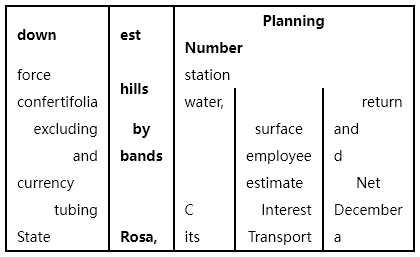 down est Planning
Number
force station
hills
confertifolia water, return
excluding by surface and
and bands employee d
currency estimate Net
tubing C Interest December
State Rosa, its Transport a